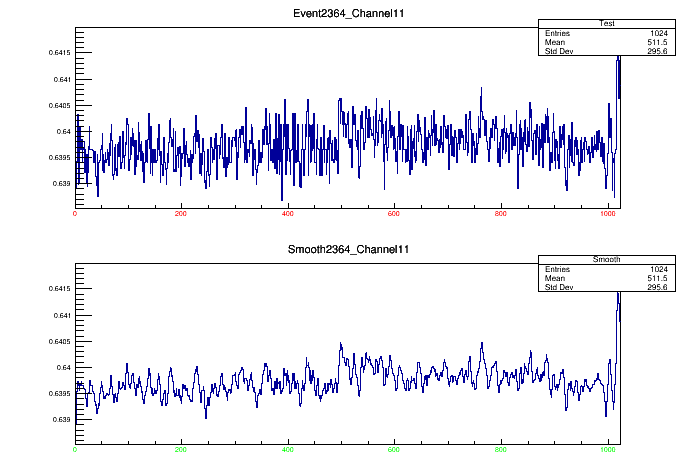 Event2364_Channel11
Test
Entries 1024
Mean 511.5
Std Dev 295.6
0.6415
0.641
0.6405
0.64
0.6395
0.639
0 200 400 600 800 1000
Smooth2364_Channel11
Smooth
Entries 1024
Mean 511.5
Std Dev 295.6
0.6415
0.641
0.6405
0.64
0.6395
0.639
0 200 400 600 800 1000